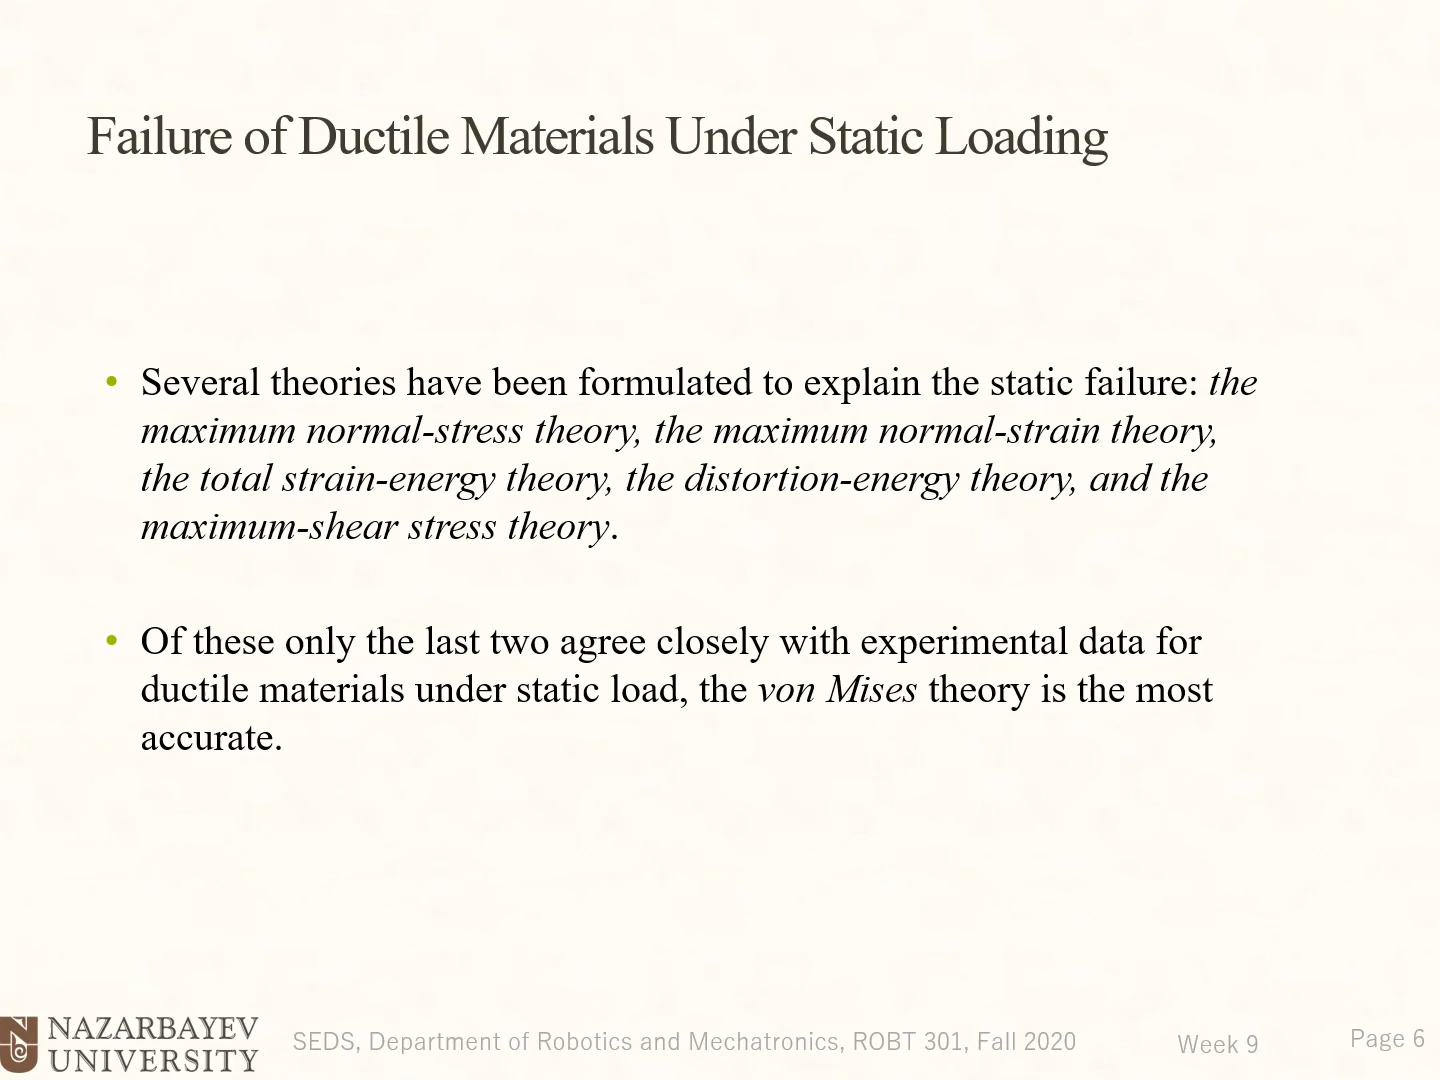 Failure of Ductile Materials Under Static Loading
• Several theories have been formulated to explain the static failure: the
maximum normal-stress theory, the maximum normal-strain theory,
the total strain-energy theory, the distortion-energy theory, and the
maximum-shear stress theory.
• Of these only the last two agree closely with experimental data for
ductile materials under static load, the von Mises theory is the most
accurate.
NAZARBAYEV
UNIVERSITY
SEDS, Department of Robotics and Mechatronics, ROBT 301, Fall 2020
Week 9
Page 6